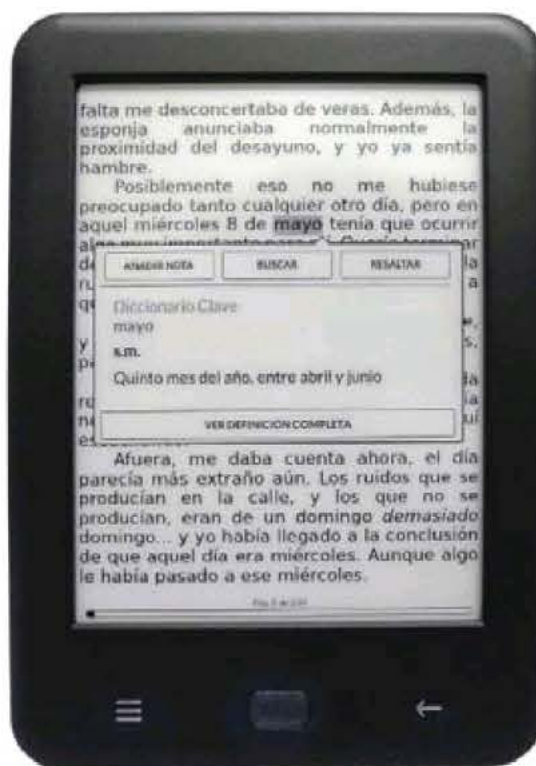 falta me desconcertaba de veras. Además, la
esponja anunciaba normalmente la
proximidad del desayuno, y yo ya sentía
hambre.
Posiblemente eso no me hubiese
preocupado tanto cualquier otro día, pero en
aquel miércoles 8 de mayo tenía que ocurrir
AÑADIR NOTA
BUSCAR
RESALTAR
la
a
Diccionario Clave
mayo
s.m.
Quinto mes del año, entre abril y junio
VER DEFINICIÓN COMPLETA
Afuera, me daba cuenta ahora, el día
parecía más extraño aún. Los ruidos que se
producían en la calle, y los que no se
producían, eran de un domingo demasiado
domingo... y yo había llegado a la conclusión
de que aquel día era miércoles. Aunque algo
le había pasado a ese miércoles.